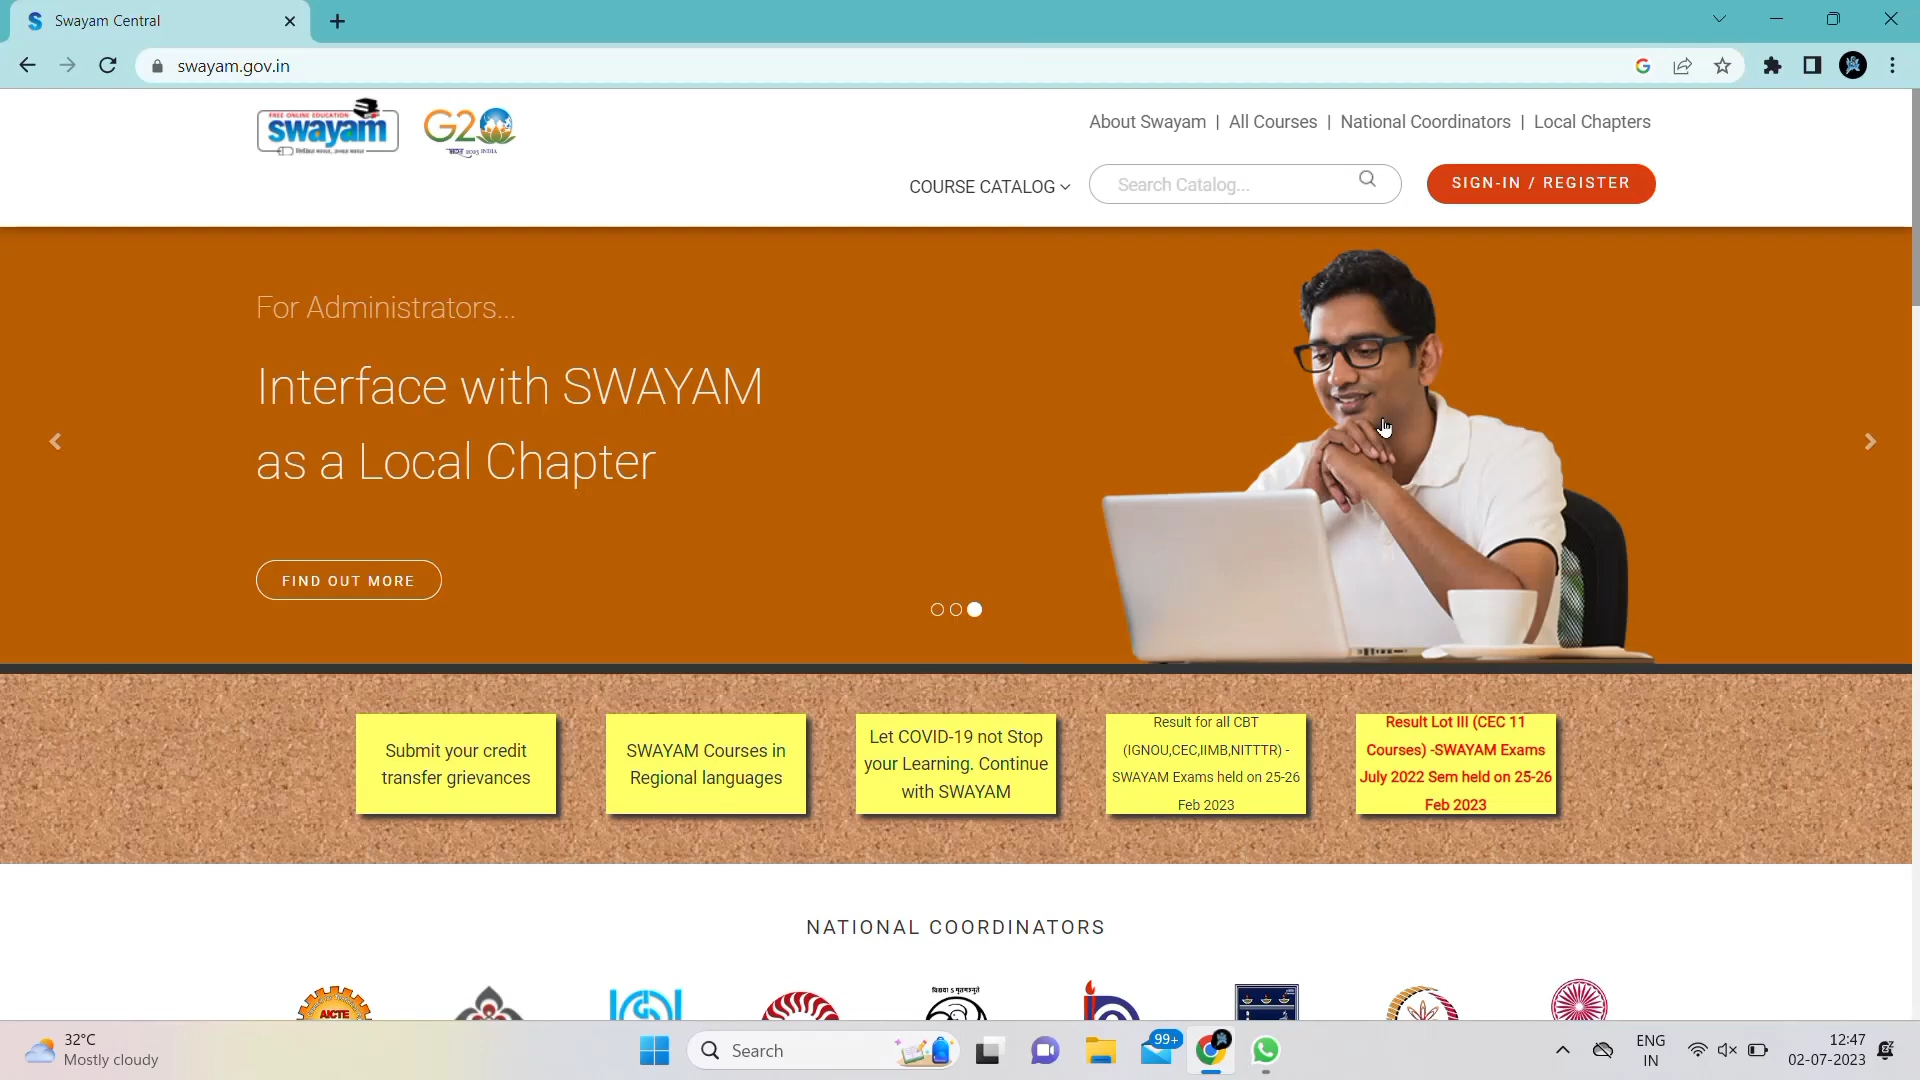 Swayam Central
swayam.gov.in
FREE ONLINE EDUCATION
swayam
G20
2023 INDIA
About Swayam | All Courses | National Coordinators | Local Chapters
COURSE CATALOG
Search Catalog...
SIGN-IN / REGISTER
For Administrators...
Interface with SWAYAM
as a Local Chapter
FIND OUT MORE
Submit your credit
transfer grievances
SWAYAM Courses in
Regional languages
Let COVID-19 not Stop
your Learning. Continue
with SWAYAM
Result for all CBT
(IGNOU,CEC,IIMB,NITTTR) -
SWAYAM Exams held on 25-26
Feb 2023
Result Lot III (CEC 11
Courses) -SWAYAM Exams
July 2022 Sem held on 25-26
Feb 2023
NATIONAL COORDINATORS
AICTE
32°C
Mostly cloudy
Search
99+
ENG
IN
12:47
02-07-2023